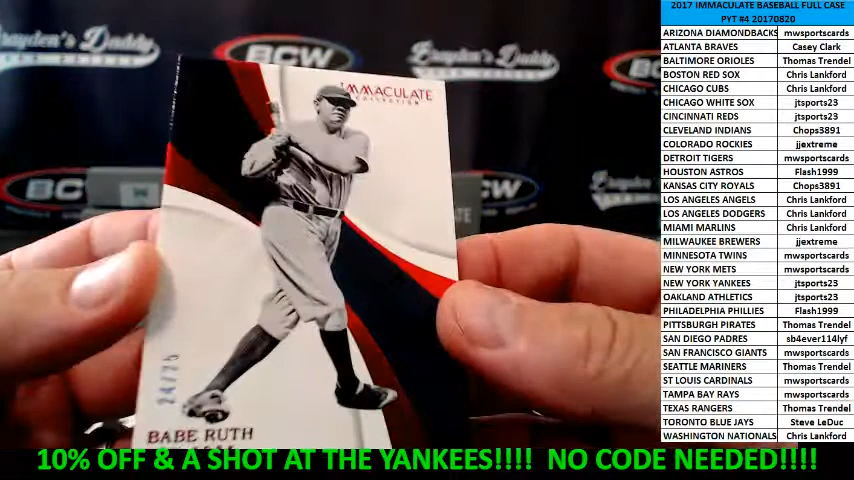 2017 IMMACULATE BASEBALL FULL CASE
PYT #4 20170820
ARIZONA DIAMONDBACKS mwsportscards
ATLANTA BRAVES Casey Clark
BALTIMORE ORIOLES Thomas Trendel
BOSTON RED SOX Chris Lankford
CHICAGO CUBS Chris Lankford
CHICAGO WHITE SOX jtsports23
CINCINNATI REDS jtsports23
CLEVELAND INDIANS Chops3891
COLORADO ROCKIES jjextreme
DETROIT TIGERS mwsportscards
HOUSTON ASTROS Flash1999
KANSAS CITY ROYALS Chops3891
LOS ANGELES ANGELS Chris Lankford
LOS ANGELES DODGERS Chris Lankford
MIAMI MARLINS Chris Lankford
MILWAUKEE BREWERS jjextreme
MINNESOTA TWINS mwsportscards
NEW YORK METS mwsportscards
NEW YORK YANKEES jtsports23
OAKLAND ATHLETICS jtsports23
PHILADELPHIA PHILLIES Flash1999
PITTSBURGH PIRATES Thomas Trendel
SAN DIEGO PADRES sb4ever114lyf
SAN FRANCISCO GIANTS mwsportscards
SEATTLE MARINERS Thomas Trendel
ST LOUIS CARDINALS mwsportscards
TAMPA BAY RAYS mwsportscards
TEXAS RANGERS Thomas Trendel
TORONTO BLUE JAYS Steve LeDuc
WASHINGTON NATIONALS Chris Lankford
Brayden's Daddy
BCW
Brayden's Daddy
IMMACULATE
COLLECTION
BCW
BCW
24/25
BABE RUTH
10% OFF & A SHOT AT THE YANKEES!!!! NO CODE NEEDED!!!!